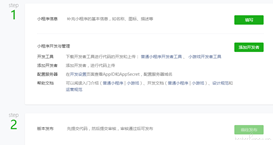 step
1
小程序信息 补充小程序的基本信息，如名称、图标、描述等
填写
小程序开发与管理
添加开发者
开发工具 下载开发者工具进行代码的开发和上传
普通小程序开发者工具、小游戏开发者工具
添加开发者 添加开发者，进行代码上传
配置服务器 在开发设置页面查看AppID和AppSecret，配置服务器域名
帮助文档 可以阅读入门介绍（普通小程序 | 小游戏）、开发文档（普通小程序 | 小游戏）、设计规范和
运营规范
step
2
版本发布 先提交代码，然后提交审核，审核通过后可发布